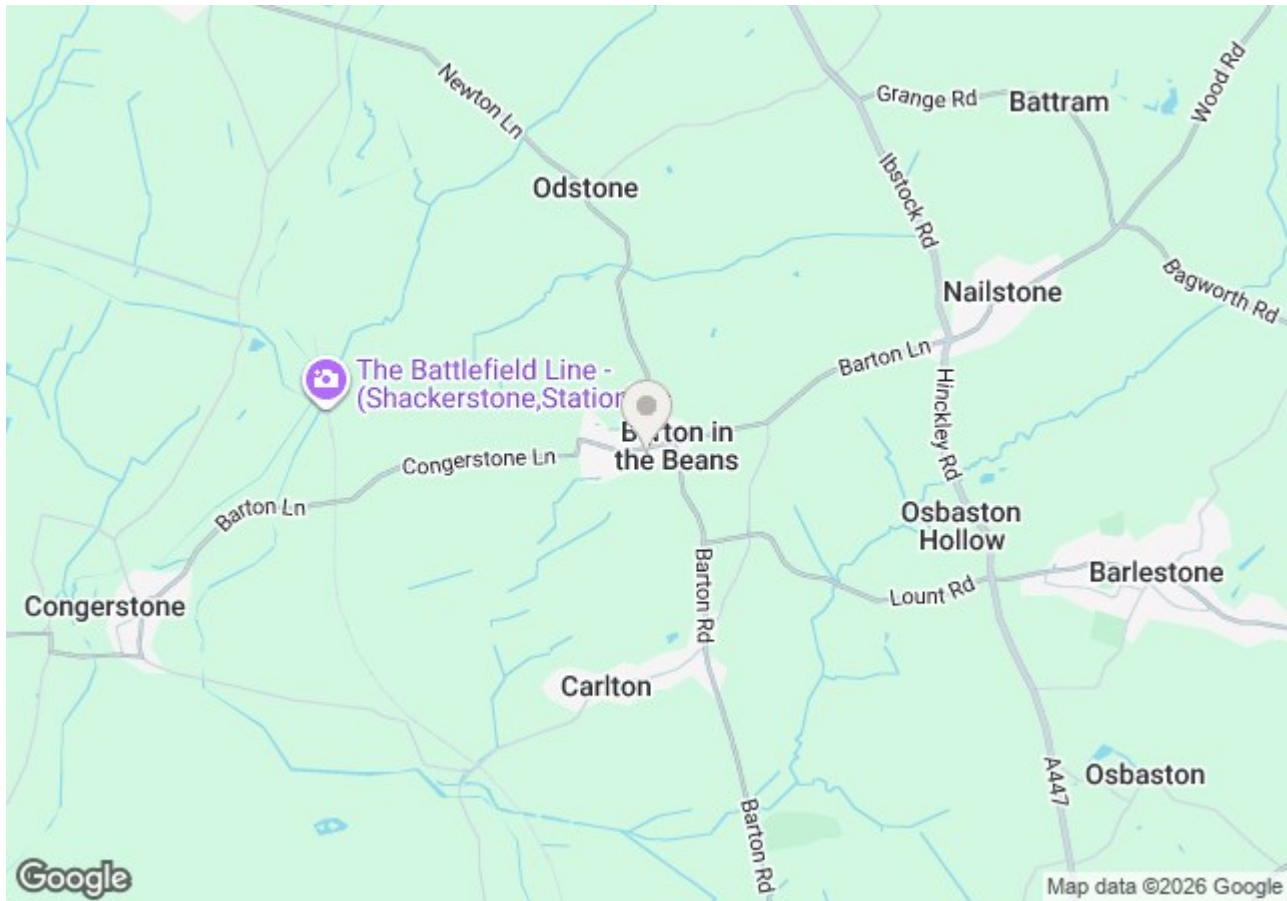 Newton Ln
Grange Rd
Battram
Wood Rd
Odstone
Ibstock Rd
Nailstone
Bagworth Rd
The Battlefield Line -
(Shackerstone,Station
Barton Ln
Hinckley Rd
Barton in
the Beans
Congerstone Ln
Barton Ln
Osbaston
Hollow
Barlestone
Lount Rd
Congerstone
Barton Rd
Carlton
Osbaston
A447
Barton Rd
Google
Map data ©2026 Google